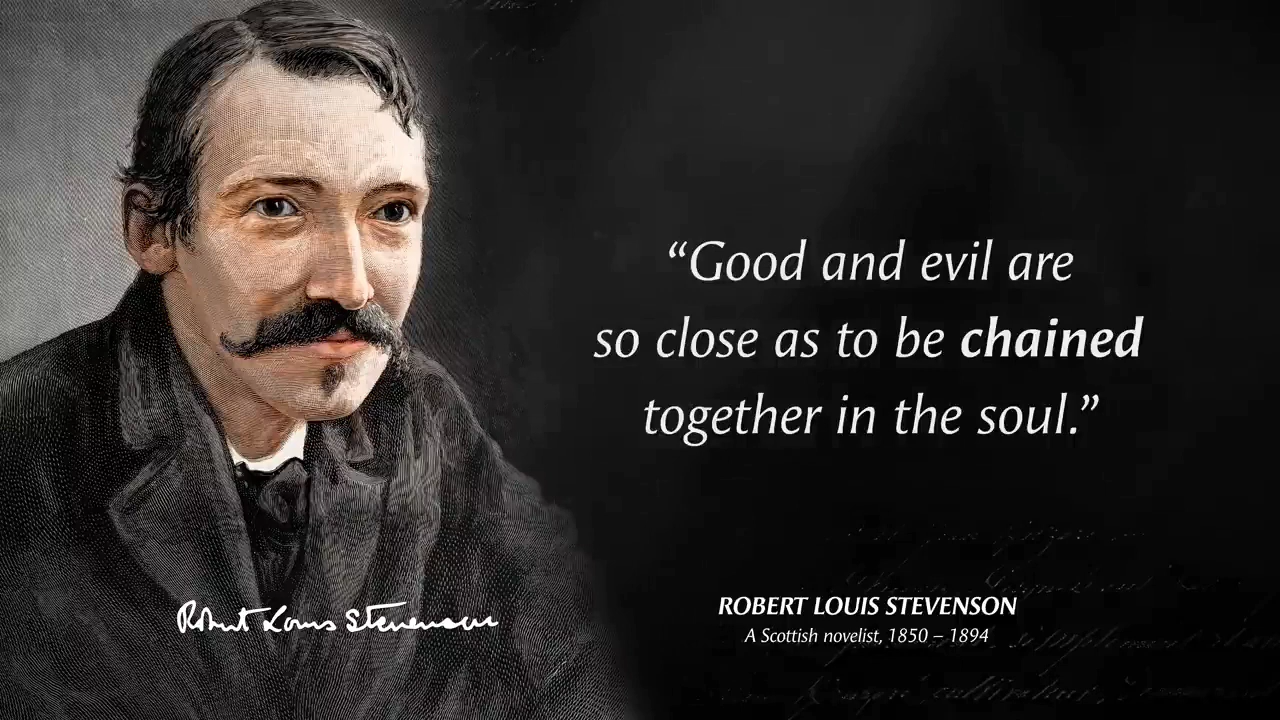 “Good and evil are
so close as to be chained
together in the soul.”
Robert Louis Stevenson
ROBERT LOUIS STEVENSON
A Scottish novelist, 1850 – 1894